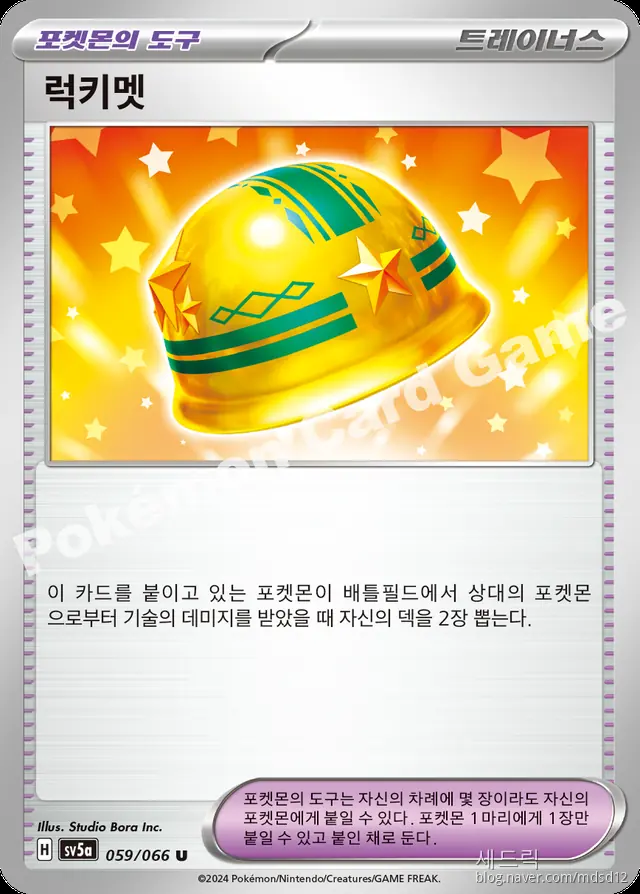 포켓몬의 도구
트레이너스
럭키멧
Pokémon Card Game
이 카드를 붙이고 있는 포켓몬이 배틀필드에서 상대의 포켓몬
으로부터 기술의 데미지를 받았을 때 자신의 덱을 2장 뽑는다.
포켓몬의 도구는 자신의 차례에 몇 장이라도 자신의
포켓몬에게 붙일 수 있다. 포켓몬 1마리에게 1장만
붙일 수 있고 붙인 채로 둔다.
Illus. Studio Bora Inc.
H sv5a 059/066 U
©2024 Pokémon/Nintendo/Creatures/GAME FREAK.
세드릭
blog.naver.com/mdsd12